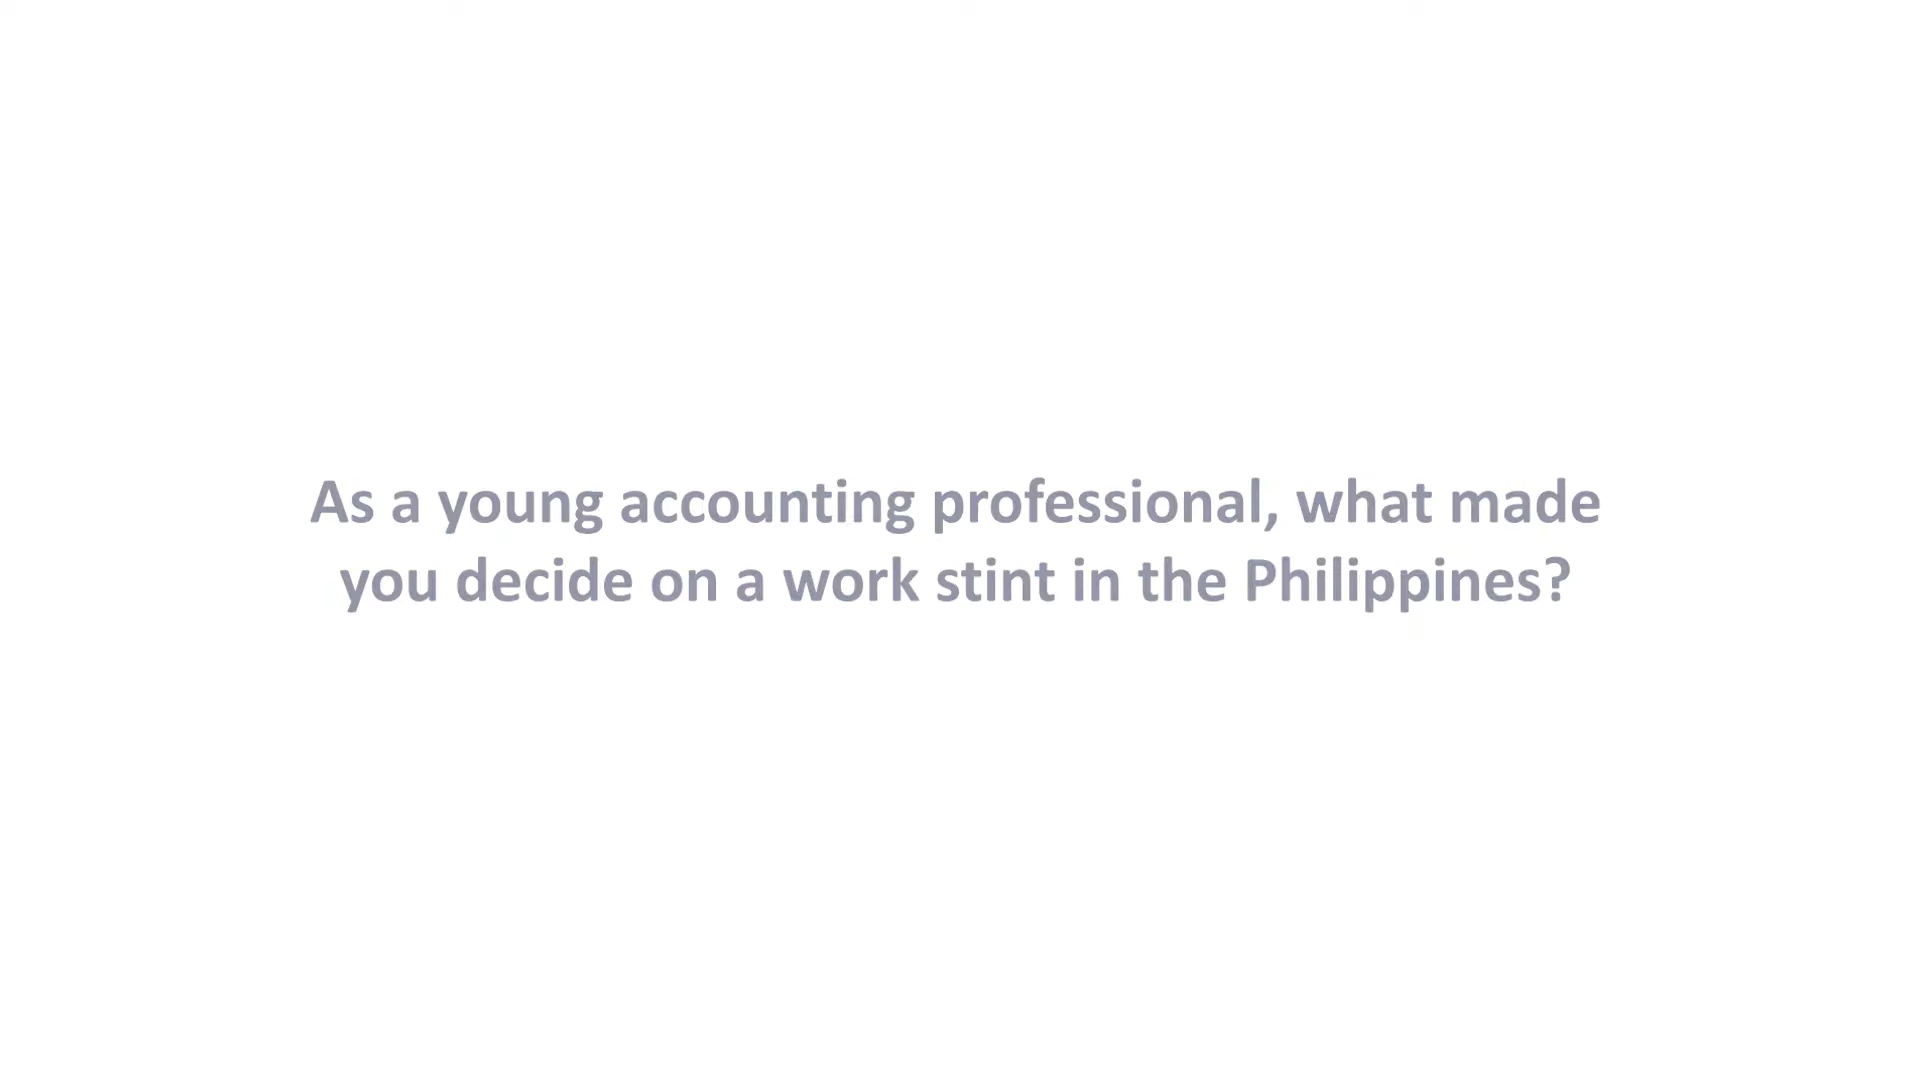 As a young accounting professional, what made
you decide on a work stint in the Philippines?